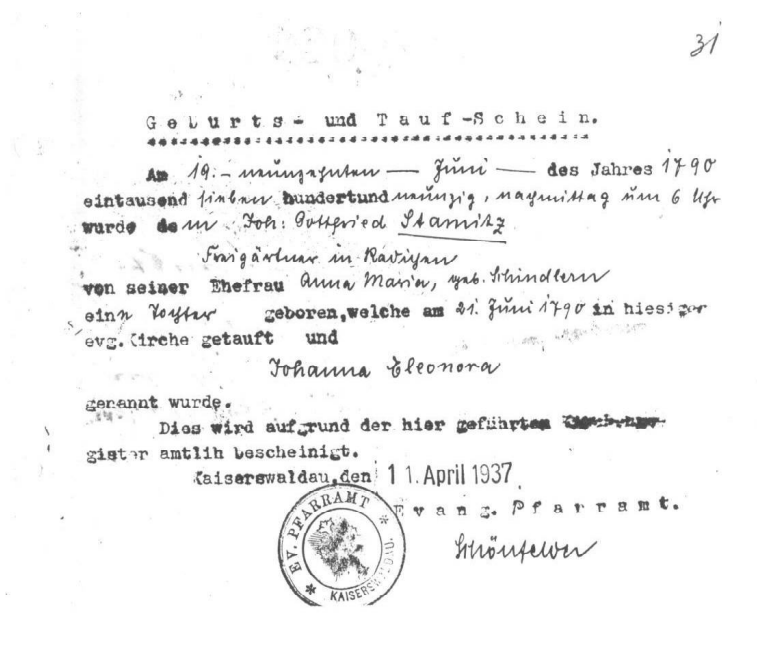 31
Geburts- und Tauf-Schein.
Am 19.- neunzehnten — Juni — des Jahres 1790
eintausend sieben hundertundneunzig, nachmittag um 6 Uhr
wurde dem Joh: Gottfried Stamitz
Freigärtner in Radchen
von seiner Ehefrau Anna Maria, geb. Schindlern
eine Tochter geboren, welche am 21. Juni 1790 in hiesiger
evg. Kirche getauft und
Johanna Eleonora
genannt wurde.
Dies wird aufgrund der hier geführten
gister amtlih bescheinigt.
Kaiserswaldau, den 11. April 1937
Evang. Pfarramt.
EV. PFARRAMT KAISERSWALDAU.
Schönfelder